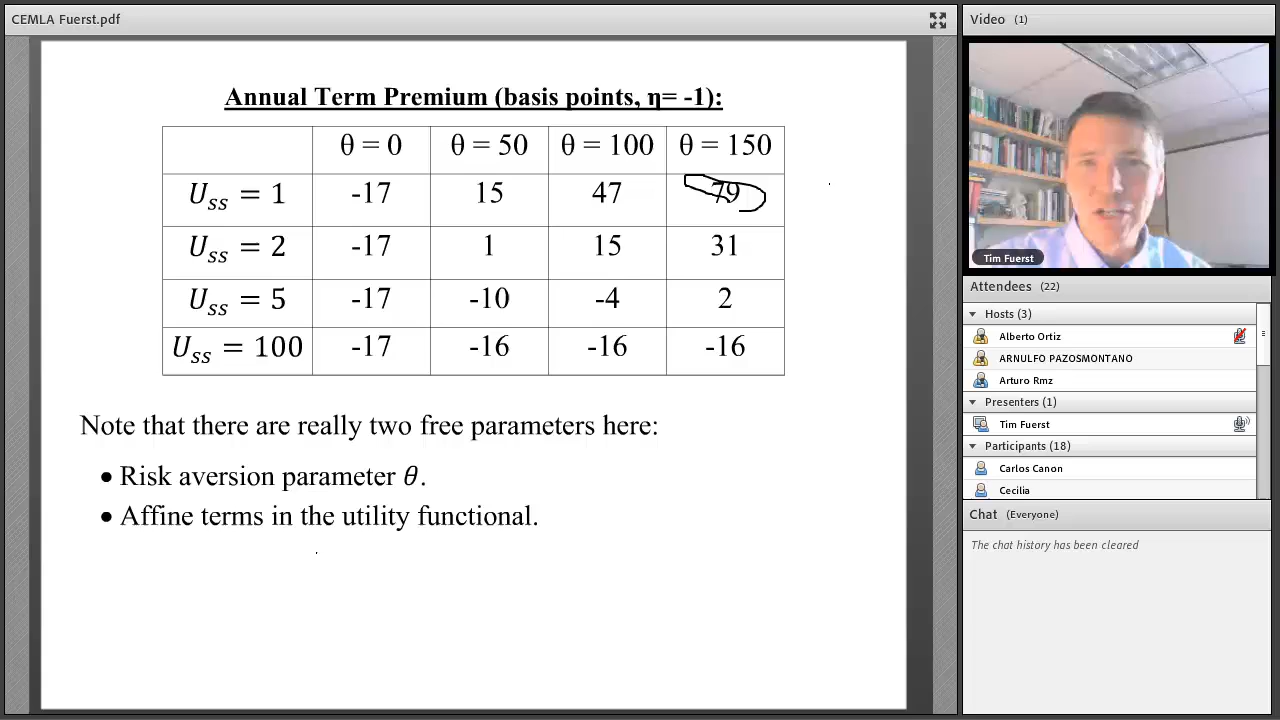 CEMLA Fuerst.pdf
Annual Term Premium (basis points, η= -1):
θ = 0 θ = 50 θ = 100 θ = 150
Uss = 1 -17 15 47 79
Uss = 2 -17 1 15 31
Uss = 5 -17 -10 -4 2
Uss = 100 -17 -16 -16 -16
Note that there are really two free parameters here:
• Risk aversion parameter θ.
• Affine terms in the utility functional.
Video (1)
Tim Fuerst
Attendees (22)
Hosts (3)
Alberto Ortiz
ARNULFO PAZOSMONTANO
Arturo Rmz
Presenters (1)
Tim Fuerst
Participants (18)
Carlos Canon
Cecilia
Chat (Everyone)
The chat history has been cleared